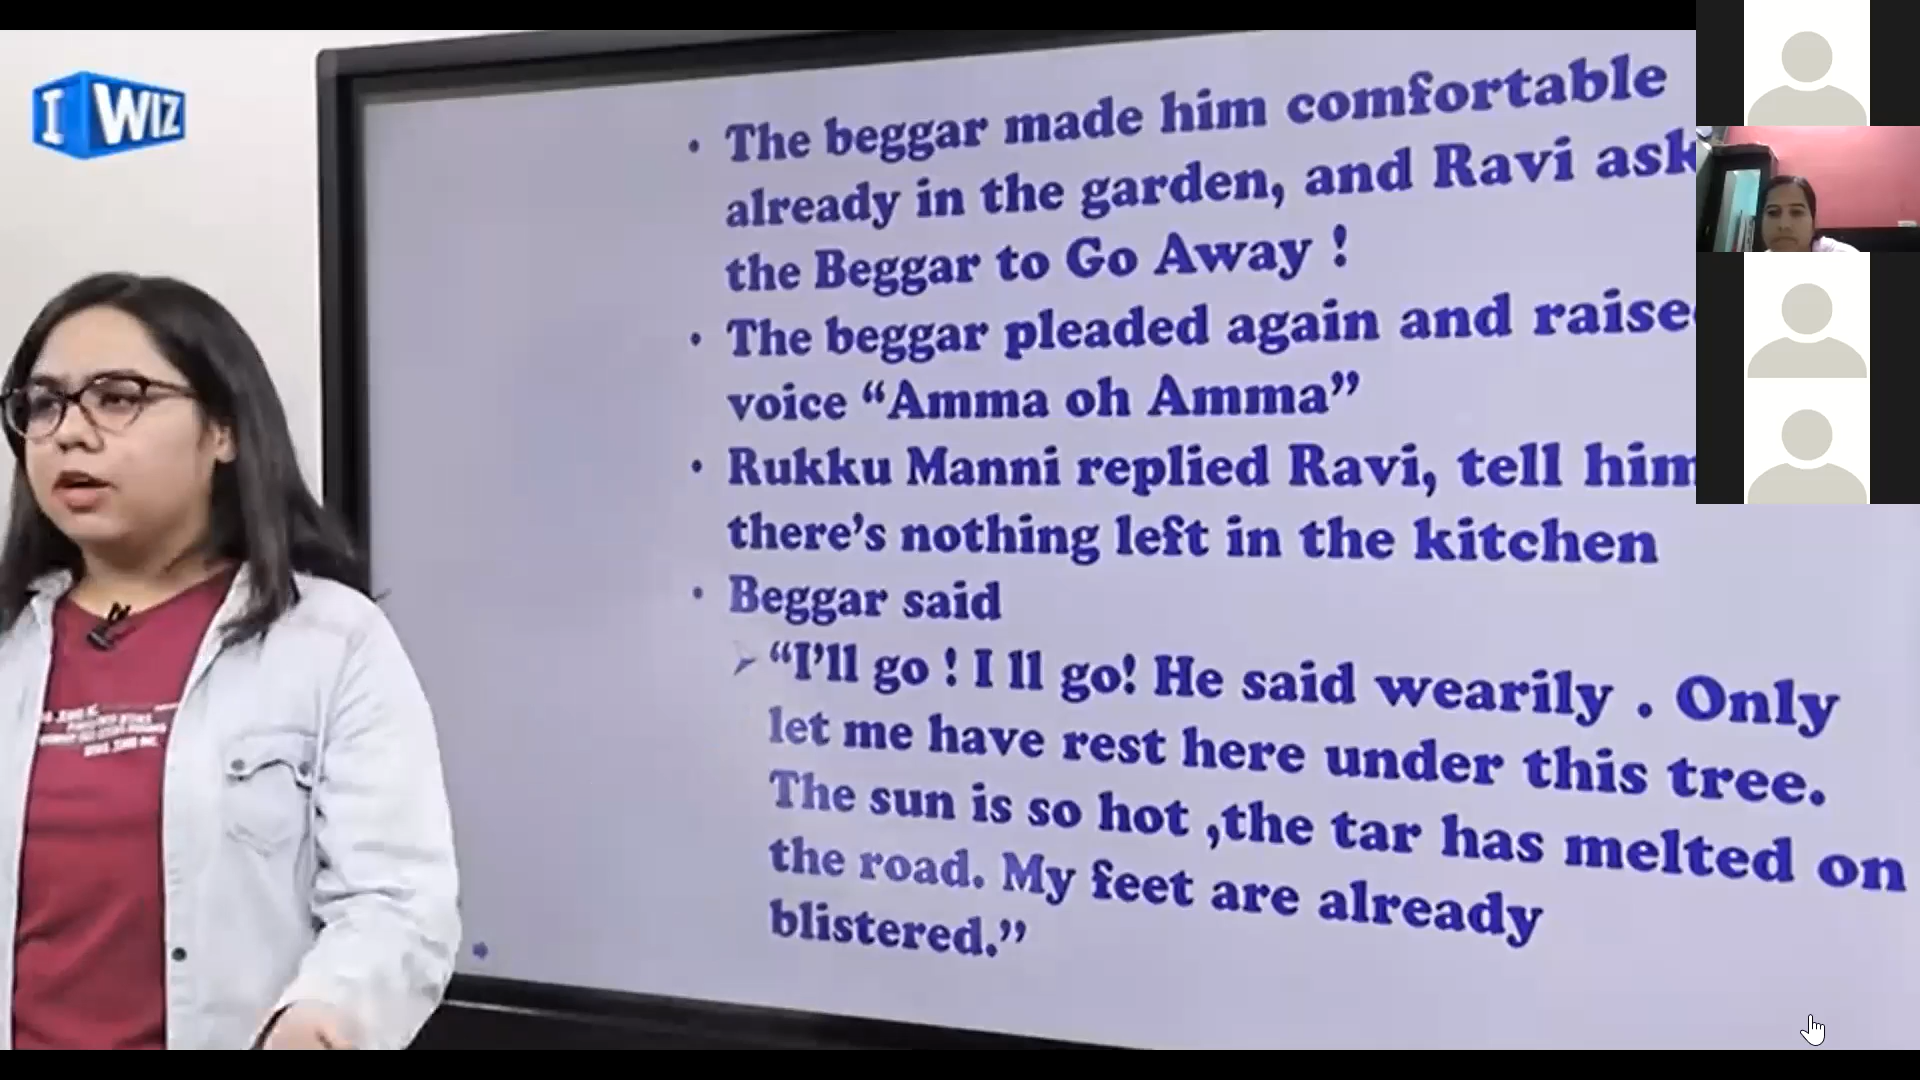 I WIZ
• The beggar made him comfortable
already in the garden, and Ravi ask
the Beggar to Go Away !
• The beggar pleaded again and raise
voice “Amma oh Amma”
• Rukku Manni replied Ravi, tell him
there’s nothing left in the kitchen
• Beggar said
➢ “I’ll go ! I ll go! He said wearily . Only
let me have rest here under this tree.
The sun is so hot ,the tar has melted on
the road. My feet are already
blistered.”